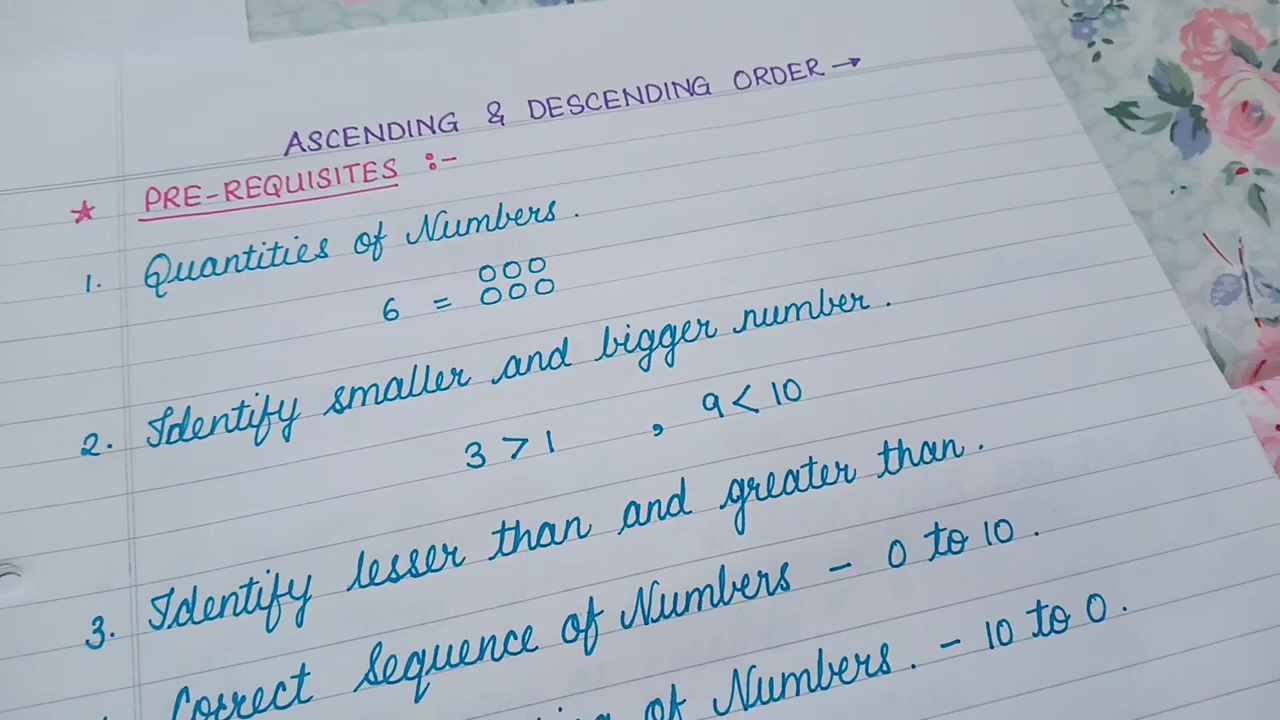 ASCENDING & DESCENDING ORDER →
★ PRE-REQUISITES :-
1. Quantities of Numbers.
6 = 000
000
2. Identify smaller and bigger number.
3 > 1 , 9 < 10
3. Identify lesser than and greater than.
Correct Sequence of Numbers - 0 to 10.
of Numbers. - 10 to 0.